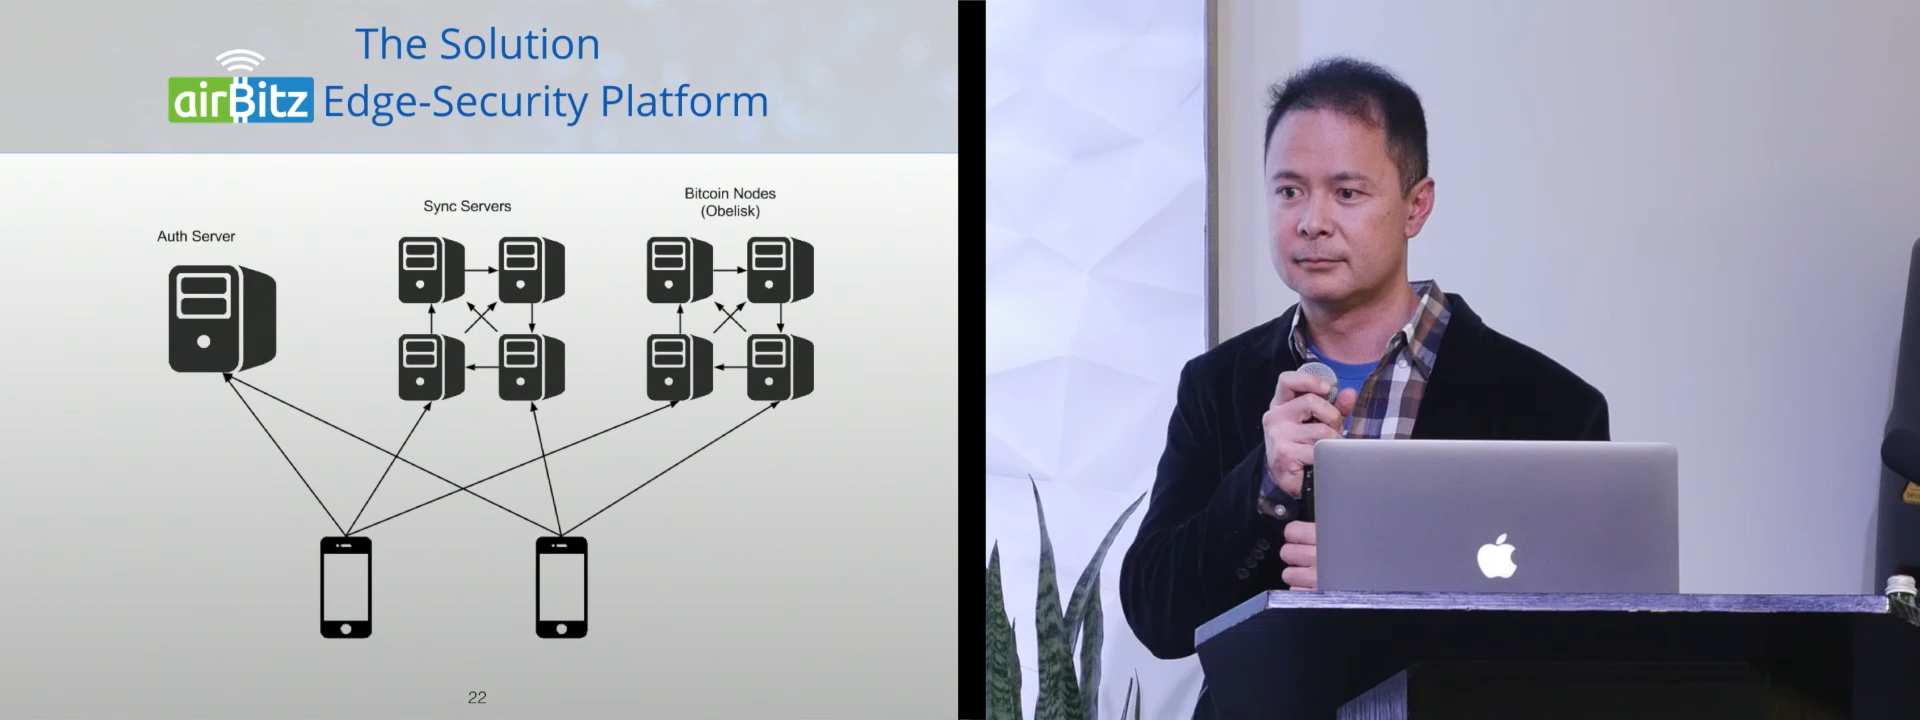 The Solution
airBitz Edge-Security Platform
Auth Server
Sync Servers
Bitcoin Nodes
(Obelisk)
22